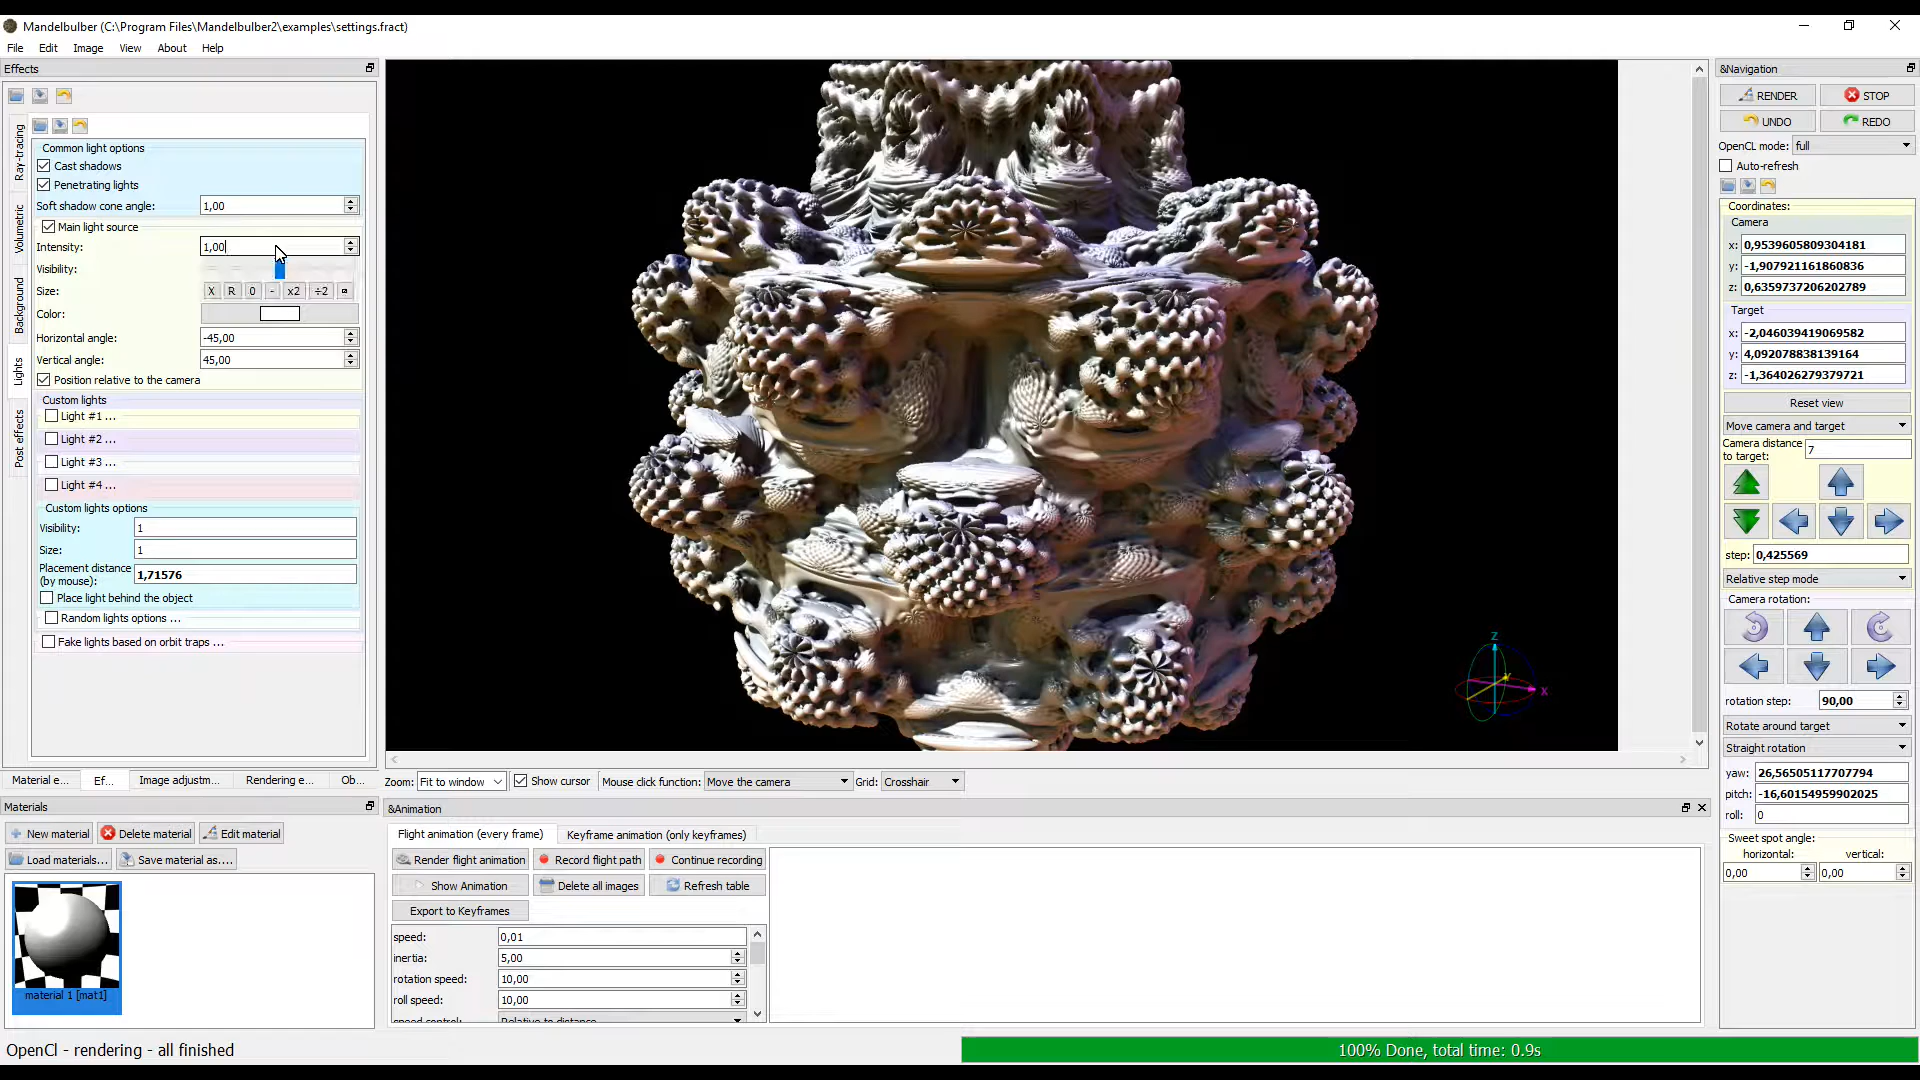 Mandelbulber (C:\Program Files\Mandelbulber2\examples\settings.fract)
File Edit Image View About Help
Effects
Ray-tracing
Volumetric
Background
Lights
Post effects
Common light options
Cast shadows
Penetrating lights
Soft shadow cone angle: 1,00
Main light source
Intensity: 1,00
Visibility:
Size: X R 0 - x2 ÷2
Color:
Horizontal angle: -45,00
Vertical angle: 45,00
Position relative to the camera
Custom lights
Light #1 ...
Light #2 ...
Light #3 ...
Light #4 ...
Custom lights options
Visibility: 1
Size: 1
Placement distance
(by mouse): 1,71576
Place light behind the object
Random lights options ...
Fake lights based on orbit traps ...
Material e... Ef... Image adjustm... Rendering e... Ob...
Materials
New material Delete material Edit material
Load materials... Save material as....
material 1 [mat1]
Z
Y
X
Zoom: Fit to window Show cursor Mouse click function: Move the camera Grid: Crosshair
&Animation
Flight animation (every frame) Keyframe animation (only keyframes)
Render flight animation Record flight path Continue recording
Show Animation Delete all images Refresh table
Export to Keyframes
speed: 0,01
inertia: 5,00
rotation speed: 10,00
roll speed: 10,00
speed control: Relative to distance
&Navigation
RENDER STOP
UNDO REDO
OpenCL mode: full
Auto-refresh
Coordinates:
Camera
x: 0,9539605809304181
y: -1,907921161860836
z: 0,6359737206202789
Target
x: -2,046039419069582
y: 4,092078838139164
z: -1,364026279379721
Reset view
Move camera and target
Camera distance
to target: 7
step: 0,425569
Relative step mode
Camera rotation:
rotation step: 90,00
Rotate around target
Straight rotation
yaw: 26,56505117707794
pitch: -16,60154959902025
roll: 0
Sweet spot angle:
horizontal: vertical:
0,00 0,00
OpenCl - rendering - all finished
100% Done, total time: 0.9s